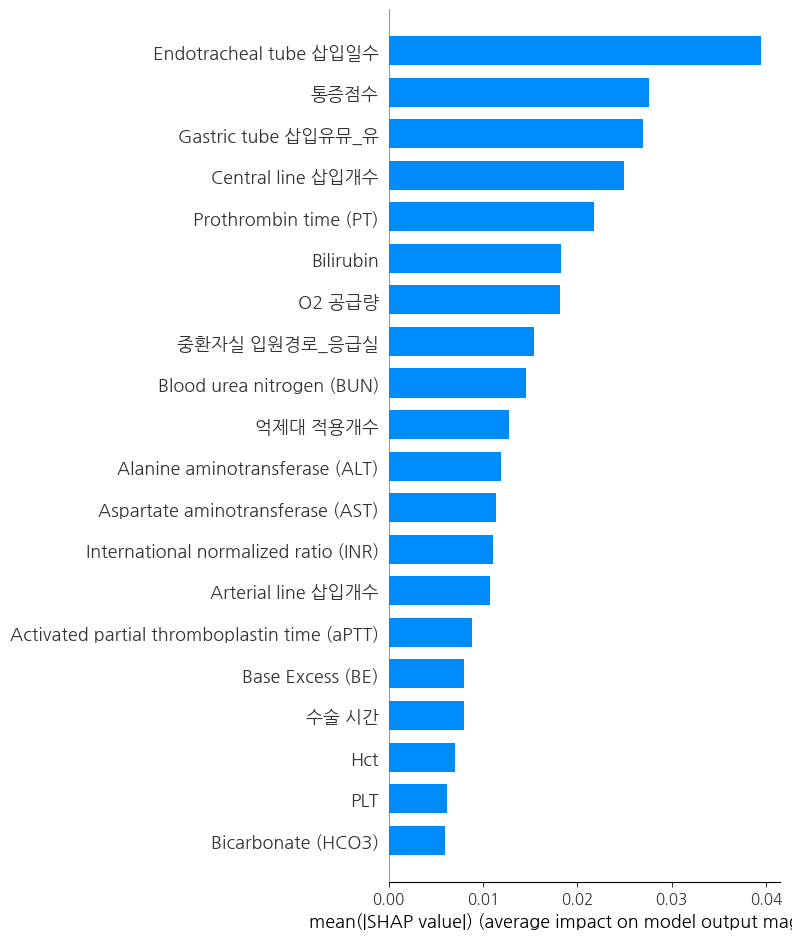 Endotracheal tube 삽입일수
통증점수
Gastric tube 삽입유뮤_유
Central line 삽입개수
Prothrombin time (PT)
Bilirubin
O2 공급량
중환자실 입원경로_응급실
Blood urea nitrogen (BUN)
억제대 적용개수
Alanine aminotransferase (ALT)
Aspartate aminotransferase (AST)
International normalized ratio (INR)
Arterial line 삽입개수
Activated partial thromboplastin time (aPTT)
Base Excess (BE)
수술 시간
Hct
PLT
Bicarbonate (HCO3)
0.00 0.01 0.02 0.03 0.04
mean(|SHAP value|) (average impact on model output mag